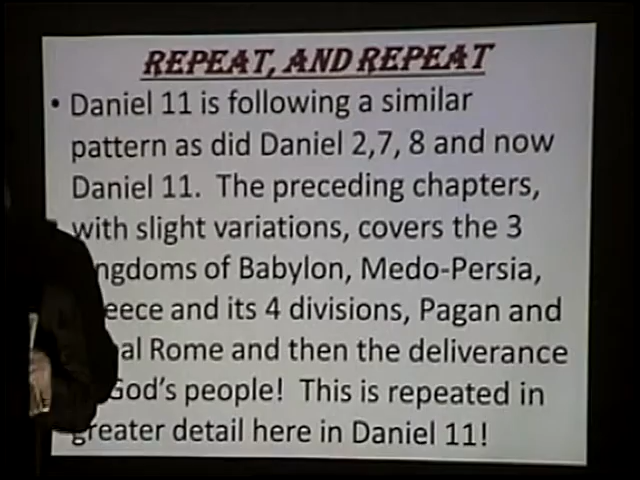 REPEAT, AND REPEAT
• Daniel 11 is following a similar
pattern as did Daniel 2,7, 8 and now
Daniel 11. The preceding chapters,
with slight variations, covers the 3
ngdoms of Babylon, Medo-Persia,
eece and its 4 divisions, Pagan and
al Rome and then the deliverance
God's people! This is repeated in
greater detail here in Daniel 11!